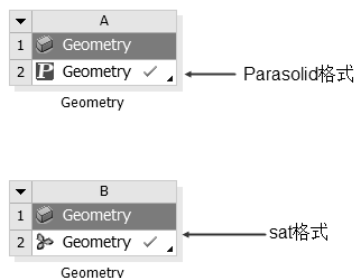 A
1 Geometry
2 P Geometry
Parasolid格式
Geometry
B
1 Geometry
2 Geometry
sat格式
Geometry